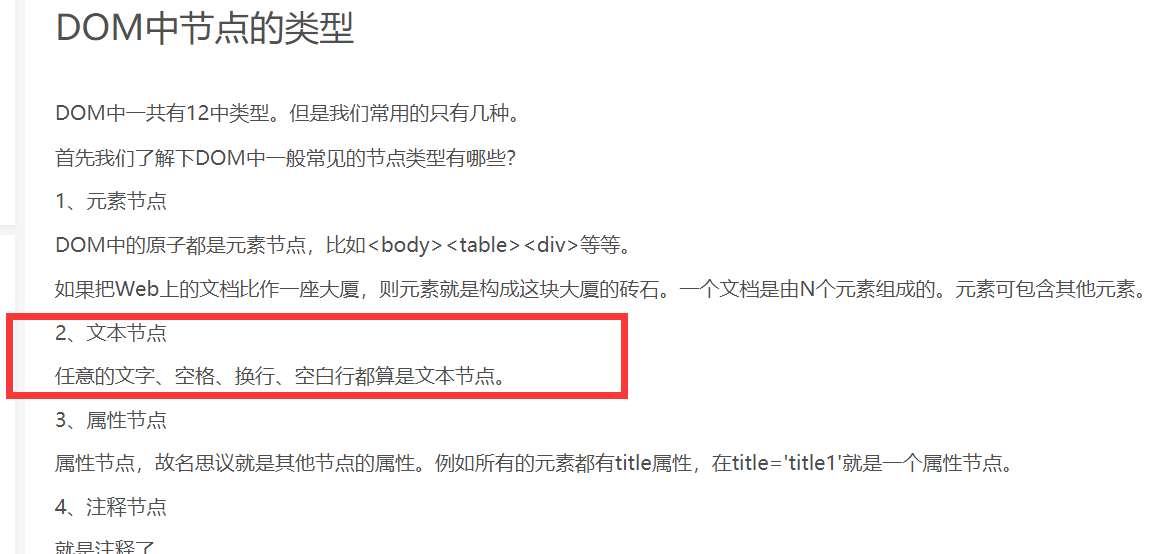 DOM中节点的类型
DOM中一共有12中类型。但是我们常用的只有几种。
首先我们了解下DOM中一般常见的节点类型有哪些?
1、元素节点
DOM中的原子都是元素节点，比如<body><table><div>等等。
如果把Web上的文档比作一座大厦，则元素就是构成这块大厦的砖石。一个文档是由N个元素组成的。元素可包含其他元素。
2、文本节点
任意的文字、空格、换行、空白行都算是文本节点。
3、属性节点
属性节点，故名思议就是其他节点的属性。例如所有的元素都有title属性，在title='title1'就是一个属性节点。
4、注释节点
就是注释了